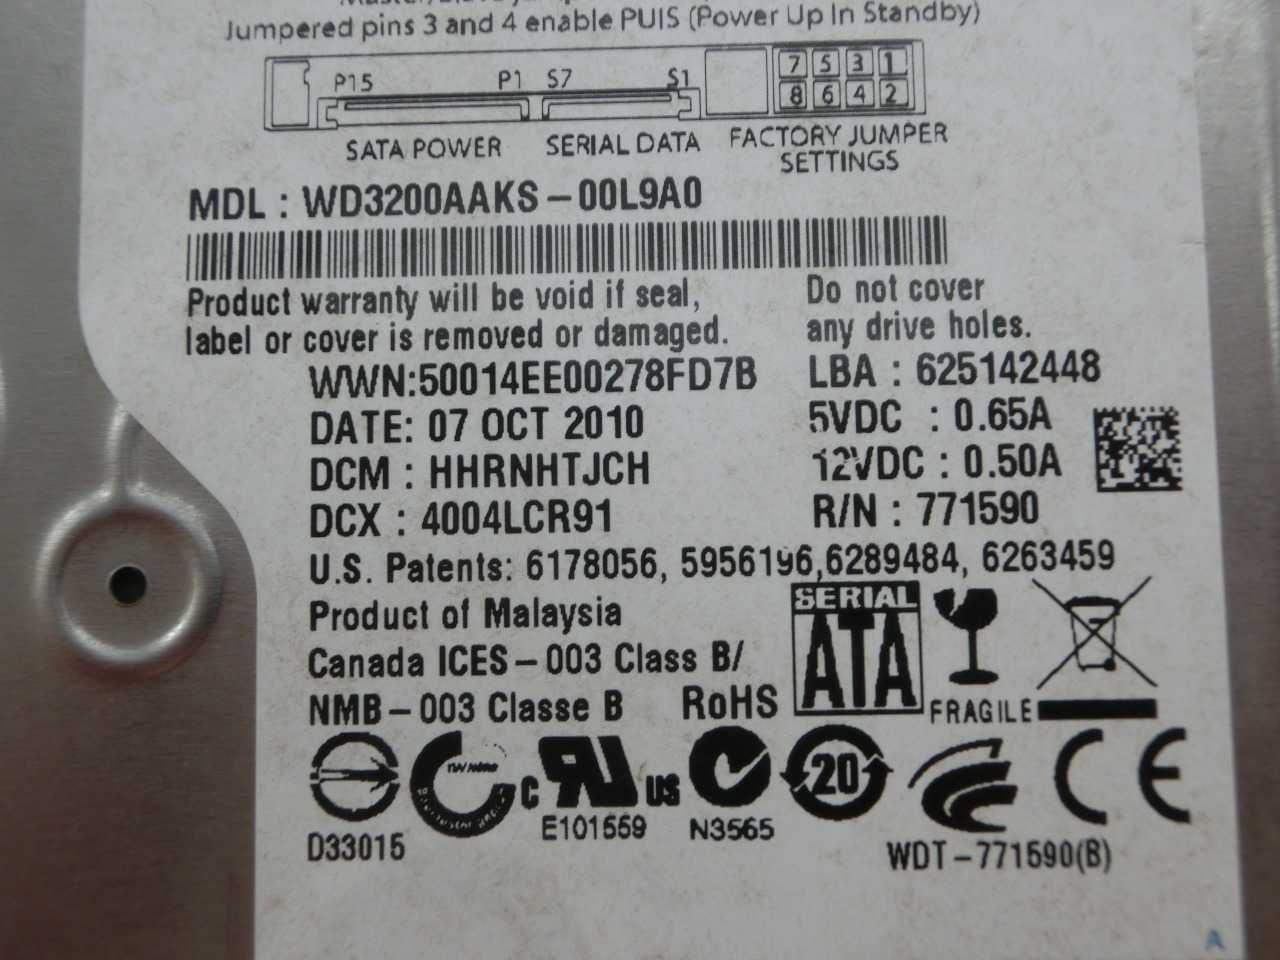 Jumpered pins 3 and 4 enable PUIS (Power Up In Standby)
7 5 3 1
P15 P1 S7 S1
8 6 4 2
SATA POWER SERIAL DATA FACTORY JUMPER SETTINGS
MDL : WD3200AAKS - 00L9A0
Product warranty will be void if seal,
label or cover is removed or damaged.
Do not cover
any drive holes.
WWN:50014EE00278FD7B
LBA : 625142448
DATE: 07 OCT 2010
5VDC : 0.65A
DCM : HHRNHTJCH
12VDC : 0.50A
DCX : 4004LCR91
R/N : 771590
U.S. Patents: 6178056, 5956196,6289484, 6263459
Product of Malaysia
Canada ICES - 003 Class B/
NMB - 003 Classe B RoHS
SERIAL
ATA
FRAGILE
C US
20
CE
D33015
E101559
N3565
WDT - 771590(B)
A